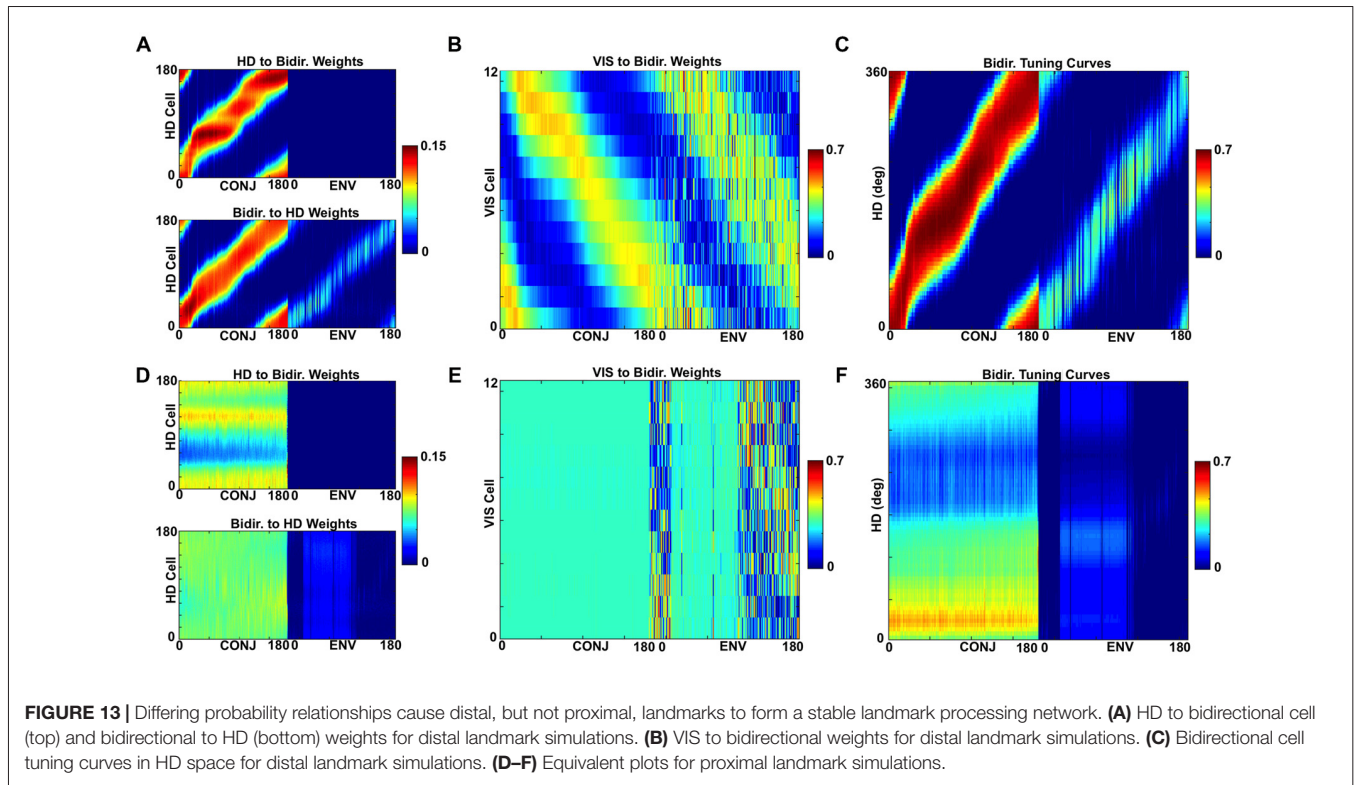 A
HD to Bidir. Weights
180
HD Cell
0
0 CONJ 180 0 ENV 180
0.15
0
Bidir. to HD Weights
180
HD Cell
0
0 CONJ 180 0 ENV 180
B
VIS to Bidir. Weights
12
VIS Cell
0
0 CONJ 180 0 ENV 180
0.7
0
C
Bidir. Tuning Curves
360
HD (deg)
0
0 CONJ 180 0 ENV 180
0.7
0
D
HD to Bidir. Weights
180
HD Cell
0
0 CONJ 180 0 ENV 180
0.15
0
Bidir. to HD Weights
180
HD Cell
0
0 CONJ 180 0 ENV 180
E
VIS to Bidir. Weights
12
VIS Cell
0
0 CONJ 180 0 ENV 180
0.7
0
F
Bidir. Tuning Curves
360
HD (deg)
0
0 CONJ 180 0 ENV 180
0.7
0
FIGURE 13 | Differing probability relationships cause distal, but not proximal, landmarks to form a stable landmark processing network. (A) HD to bidirectional cell
(top) and bidirectional to HD (bottom) weights for distal landmark simulations. (B) VIS to bidirectional weights for distal landmark simulations. (C) Bidirectional cell
tuning curves in HD space for distal landmark simulations. (D–F) Equivalent plots for proximal landmark simulations.